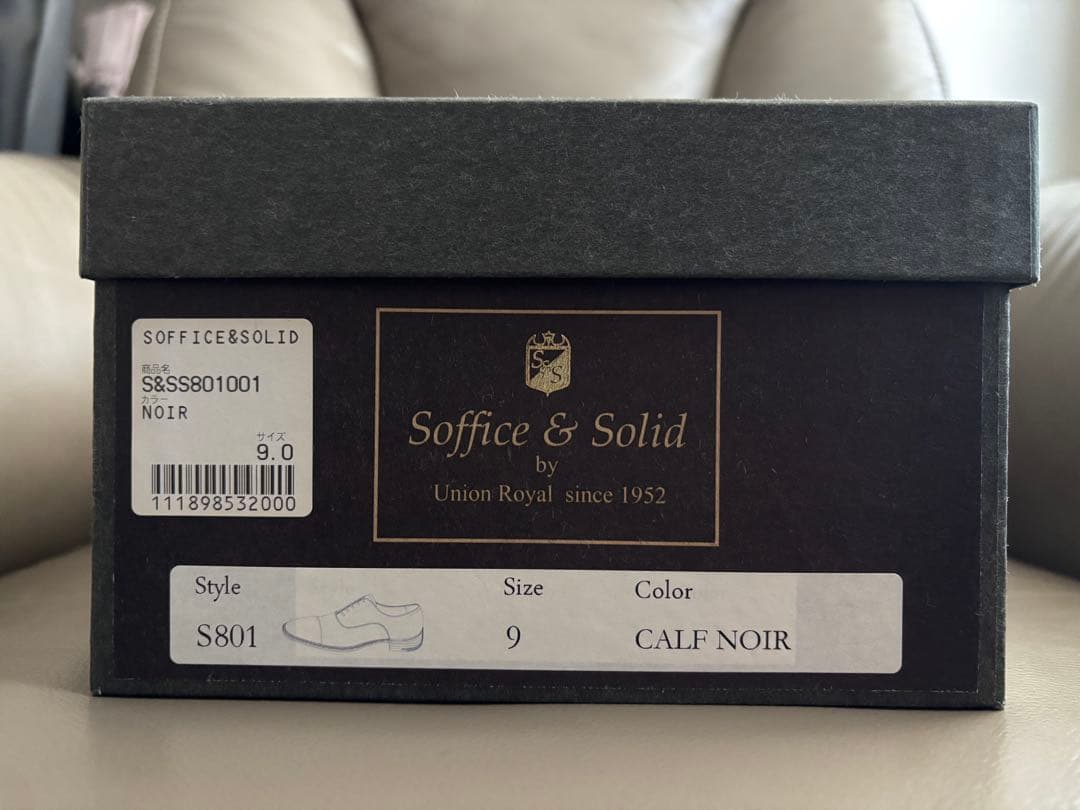 SOFFICE&SOLID
商品名
S&SS801001
カラー
NOIR
サイズ
9.0
111898532000
S&S
Soffice & Solid
by
Union Royal since 1952
Style
Size
Color
S801
9
CALF NOIR